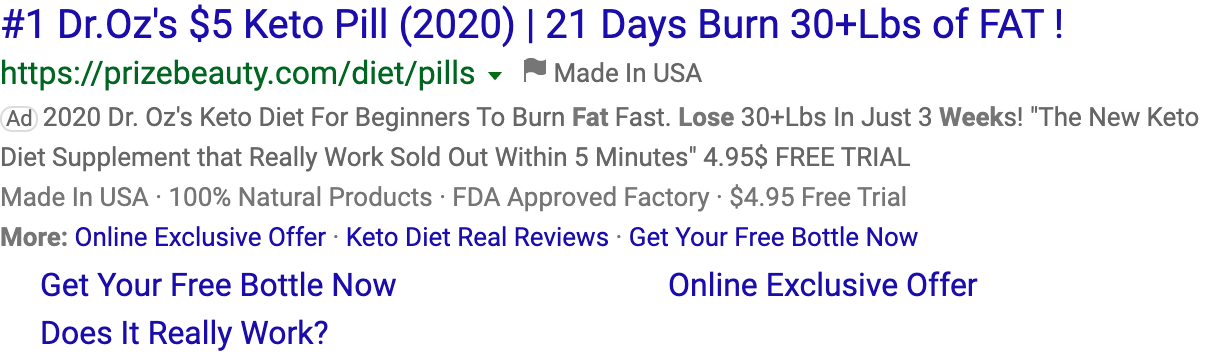 #1 Dr.Oz's $5 Keto Pill (2020) | 21 Days Burn 30+Lbs of FAT !
https://prizebeauty.com/diet/pills Made In USA
Ad 2020 Dr. Oz's Keto Diet For Beginners To Burn Fat Fast. Lose 30+Lbs In Just 3 Weeks! "The New Keto
Diet Supplement that Really Work Sold Out Within 5 Minutes" 4.95$ FREE TRIAL
Made In USA · 100% Natural Products · FDA Approved Factory · $4.95 Free Trial
More: Online Exclusive Offer · Keto Diet Real Reviews · Get Your Free Bottle Now
Get Your Free Bottle Now Online Exclusive Offer
Does It Really Work?